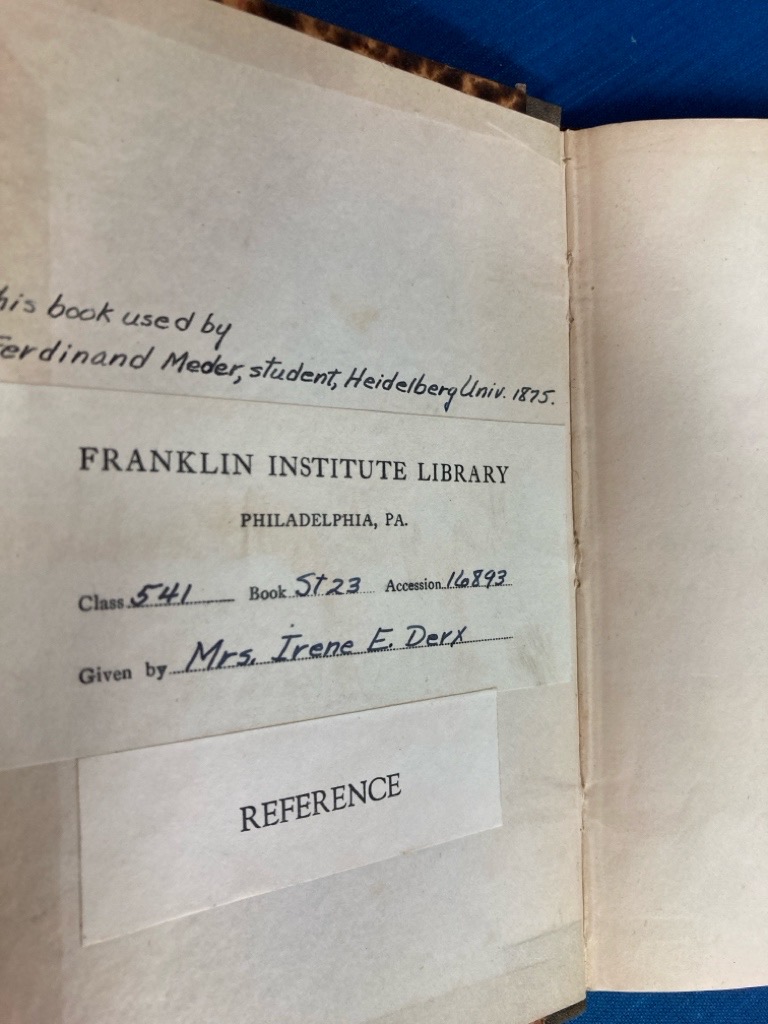 his book used by
Ferdinand Meder, student, Heidelberg Univ. 1875.
FRANKLIN INSTITUTE LIBRARY
PHILADELPHIA, PA.
Class 541 Book St23 Accession 16893
Given by Mrs. Irene E. Derx
REFERENCE